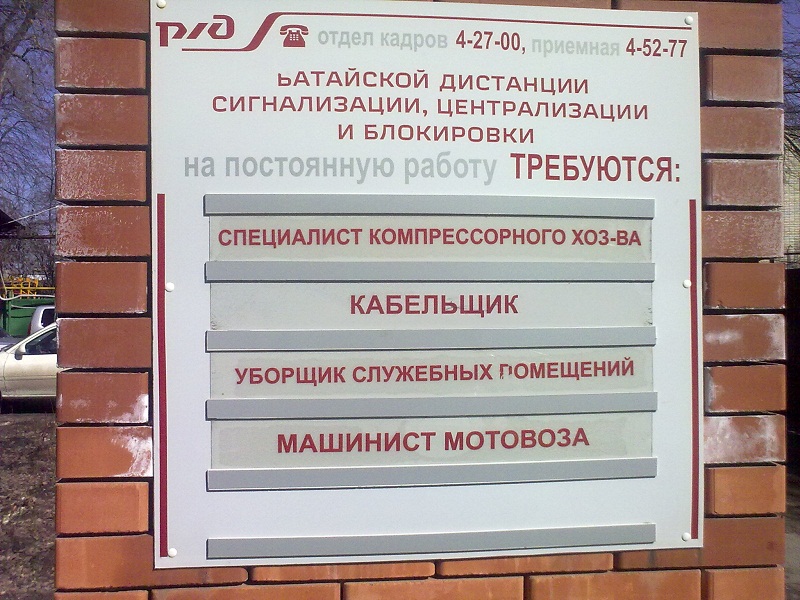 РЖД отдел кадров 4-27-00, приемная 4-52-77
БАТАЙСКОЙ ДИСТАНЦИИ
СИГНАЛИЗАЦИИ, ЦЕНТРАЛИЗАЦИИ
И БЛОКИРОВКИ
на постоянную работу ТРЕБУЮТСЯ:
СПЕЦИАЛИСТ КОМПРЕССОРНОГО ХОЗ-ВА
КАБЕЛЬЩИК
УБОРЩИК СЛУЖЕБНЫХ ПОМЕЩЕНИЙ
МАШИНИСТ МОТОВОЗА